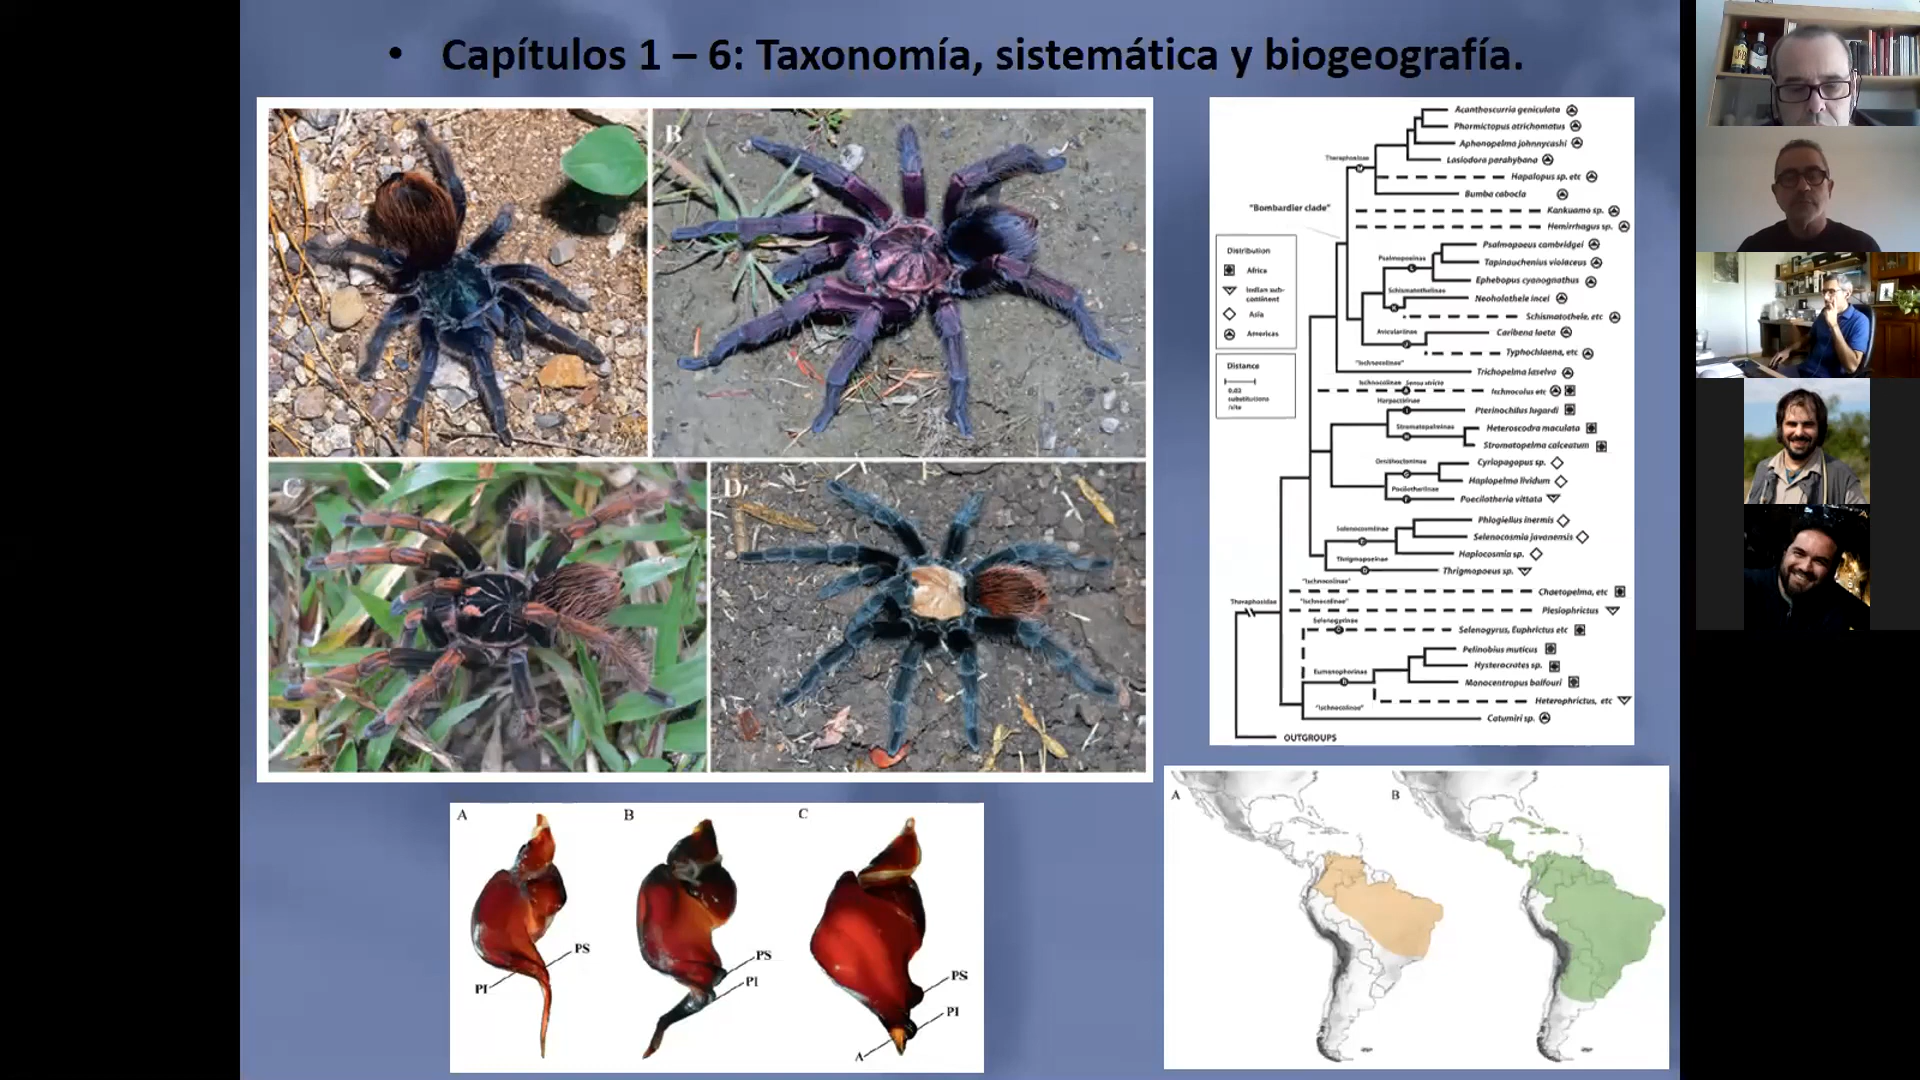 • Capítulos 1 – 6: Taxonomía, sistemática y biogeografía.
B
C
D
Acanthoscurria geniculata
Phormictopus atrichomatus
Aphonopelma johnnycashi
Lasiodora parahybana
Theraphosinae
Hapalopus sp. etc
Bumba cabocla
"Bombardier clade"
Kankuamo sp.
Hemirrhagus sp.
Psalmopoeus cambridgei
Psalmopoeinae
Tapinauchenius violaceus
Ephebopus cyanognathus
Schismatothelinae
Neoholothele incei
Schismatothele, etc
Aviculariinae
Caribena laeta
Typhochlaena, etc
"Ischnocolinae"
Trichopelma laselva
Ischnocolinae Sensu stricto
Ischnocolus etc
Harpactirinae
Pterinochilus lugardi
Stromatopelminae
Heteroscodra maculata
Stromatopelma calceatum
Ornithoctoninae
Cyriopagopus sp.
Haplopelma lividum
Poecilotheriinae
Poecilotheria vittata
Phlogiellus inermis
Selenocosmiinae
Selenocosmia javanensis
Haplocosmia sp.
Thrigmopoeinae
Thrigmopoeus sp.
"Ischnocolinae"
Chaetopelma, etc
Theraphosidae
"Ischnocolinae"
Plesiophrictus
Selenogyrinae
Selenogyrus, Euphrictus etc
Pelinobius muticus
Hysterocrates sp.
Eumenophorinae
Monocentropus balfouri
Heterophrictus, etc
"Ischnocolinae"
Catumiri sp.
OUTGROUPS
Distribution
Africa
Indian sub-
continent
Asia
Americas
Distance
0.02
substitutions
/site
A
B
C
PS
PI
PS
PI
PS
PI
A
A
B